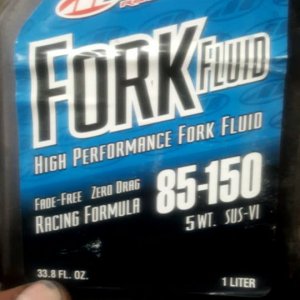 FORK FLUID
HIGH PERFORMANCE FORK FLUID
FADE-FREE ZERO DRAG
RACING FORMULA
85-150
5 WT. SUS-VI
33.8 FL. OZ.
1 LITER